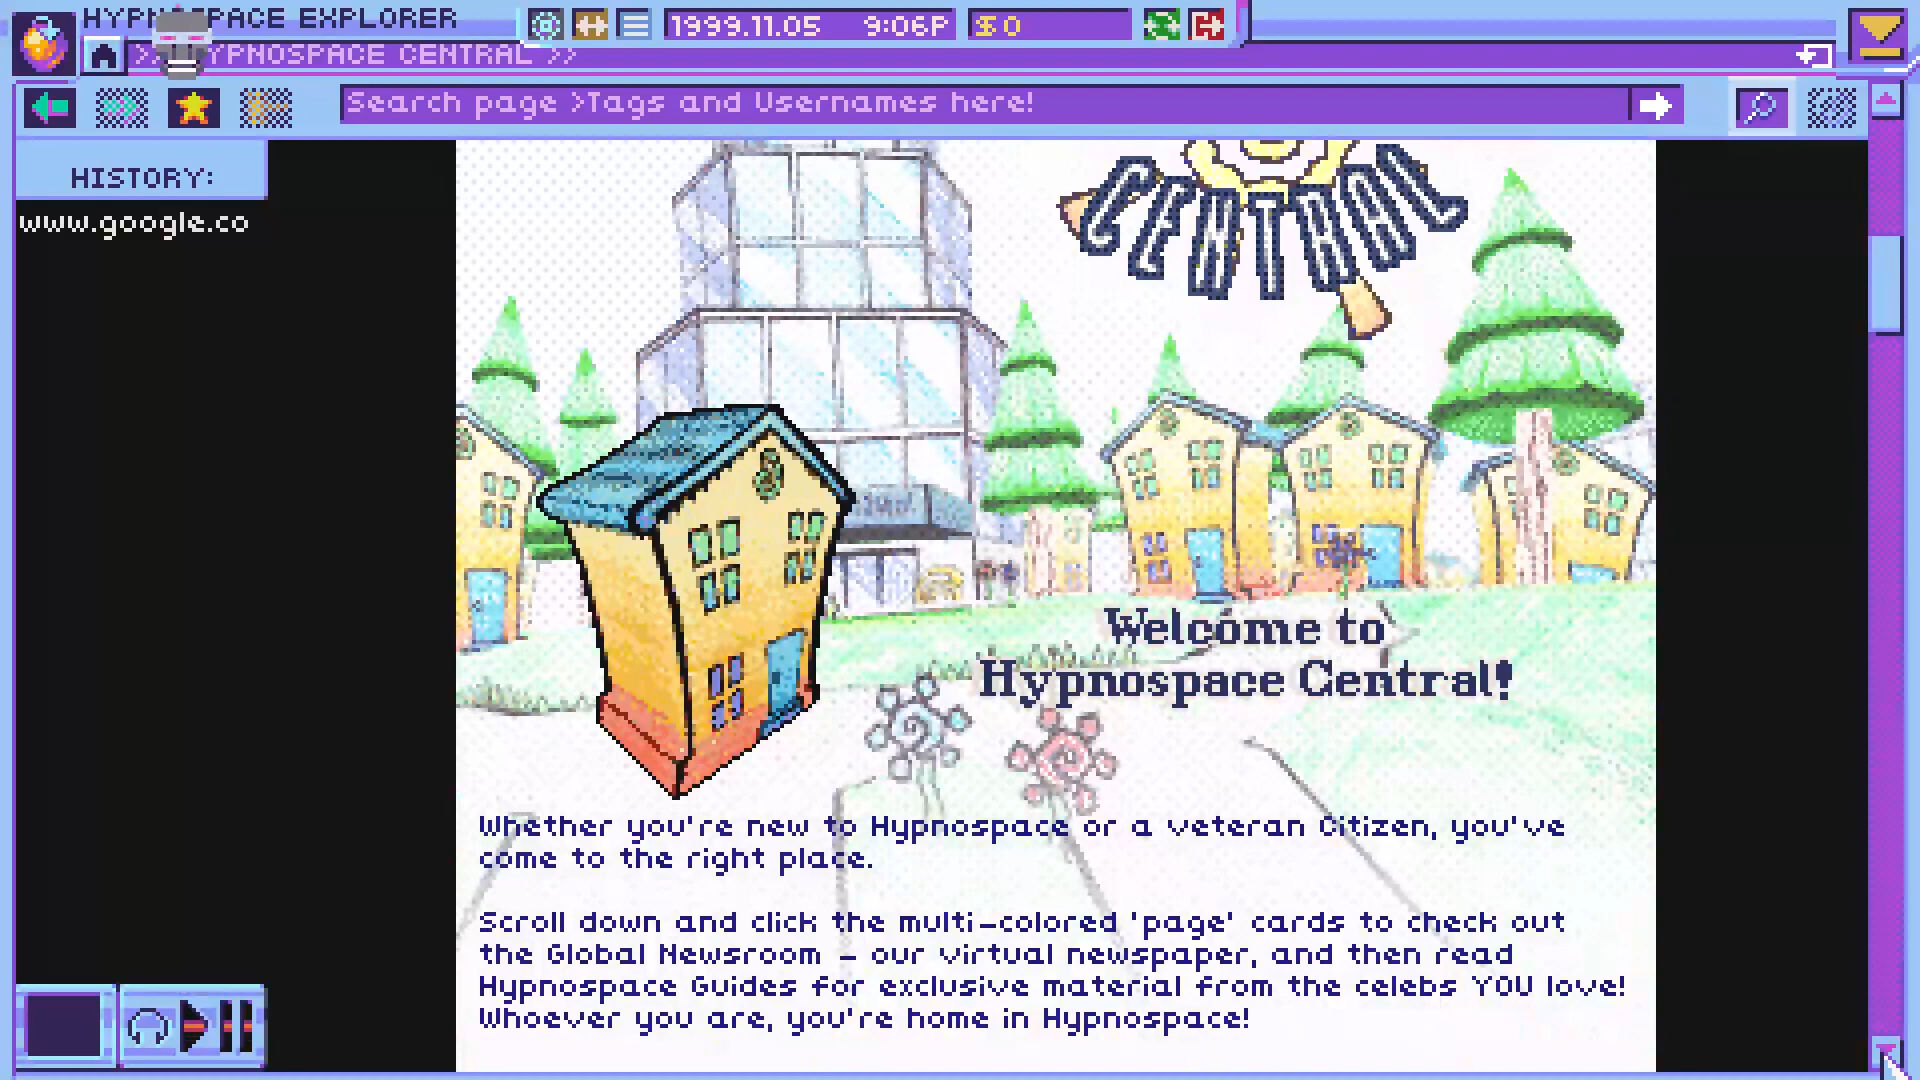 HYPNOSPACE EXPLORER
1999.11.05 9:06P
0
>> HYPNOSPACE CENTRAL >>
Search page >Tags and Usernames here!
HISTORY:
www.google.co
CENTRAL
Welcome to
Hypnospace Central!
Whether you're new to Hypnospace or a veteran Citizen, you've
come to the right place.
Scroll down and click the multi-colored 'page' cards to check out
the Global Newsroom - our virtual newspaper, and then read
Hypnospace Guides for exclusive material from the celebs YOU love!
Whoever you are, you're home in Hypnospace!